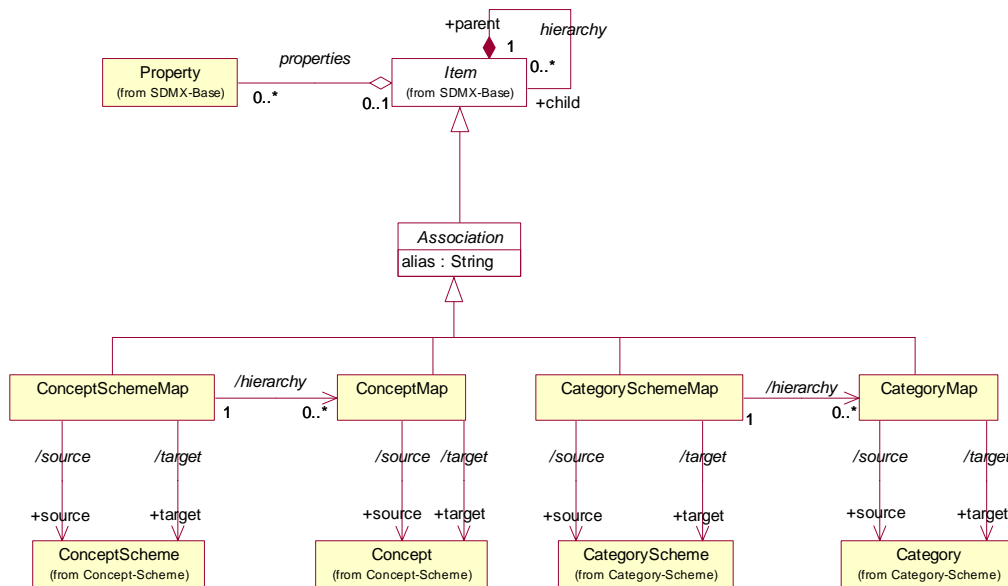 +parent
hierarchy
1
0..*
+child
properties
Property
(from SDMX-Base)
0..*
0..1
Item
(from SDMX-Base)
Association
alias : String
ConceptSchemeMap
/hierarchy
1
0..*
ConceptMap
CategorySchemeMap
/hierarchy
1
0..*
CategoryMap
/source
/target
/source
/target
/source
/target
/source
/target
+source
+target
+source
+target
+source
+target
+source
+target
ConceptScheme
(from Concept-Scheme)
Concept
(from Concept-Scheme)
CategoryScheme
(from Category-Scheme)
Category
(from Category-Scheme)